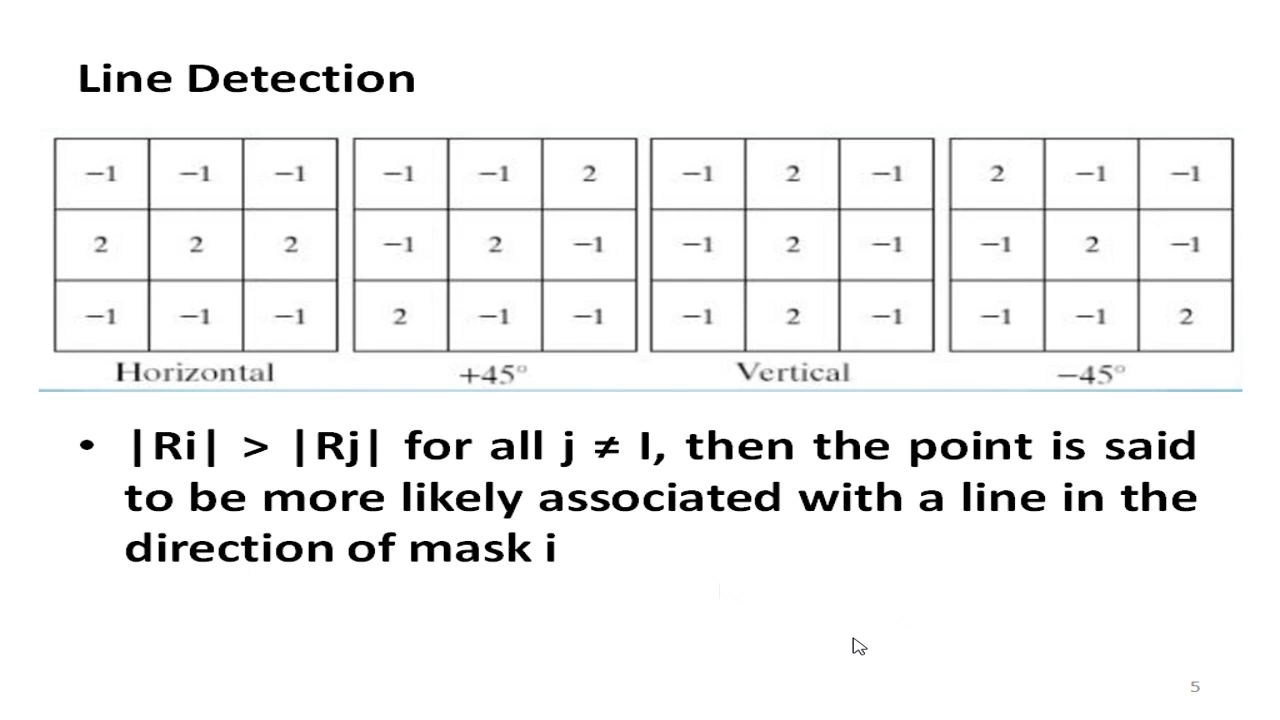 Line Detection
−1 −1 −1 −1 −1 2 −1 2 −1 2 −1 −1
2 2 2 −1 2 −1 −1 2 −1 −1 2 −1
−1 −1 −1 2 −1 −1 −1 2 −1 −1 −1 2
Horizontal +45° Vertical −45°
• |Ri| > |Rj| for all j ≠ I, then the point is said
to be more likely associated with a line in the
direction of mask i
5